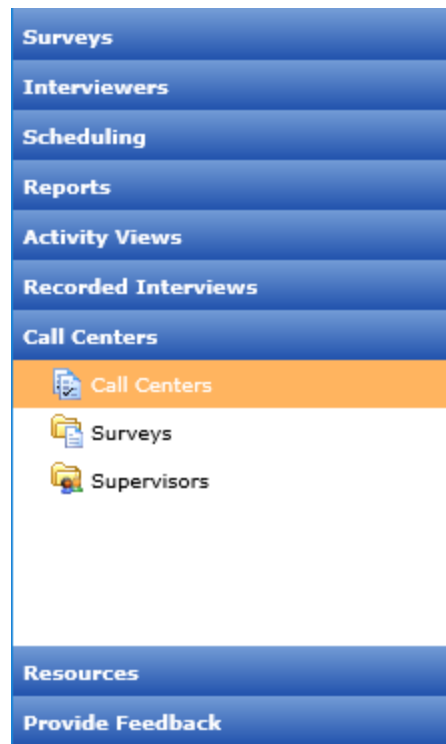 Surveys
Interviewers
Scheduling
Reports
Activity Views
Recorded Interviews
Call Centers
Call Centers
Surveys
Supervisors
Resources
Provide Feedback